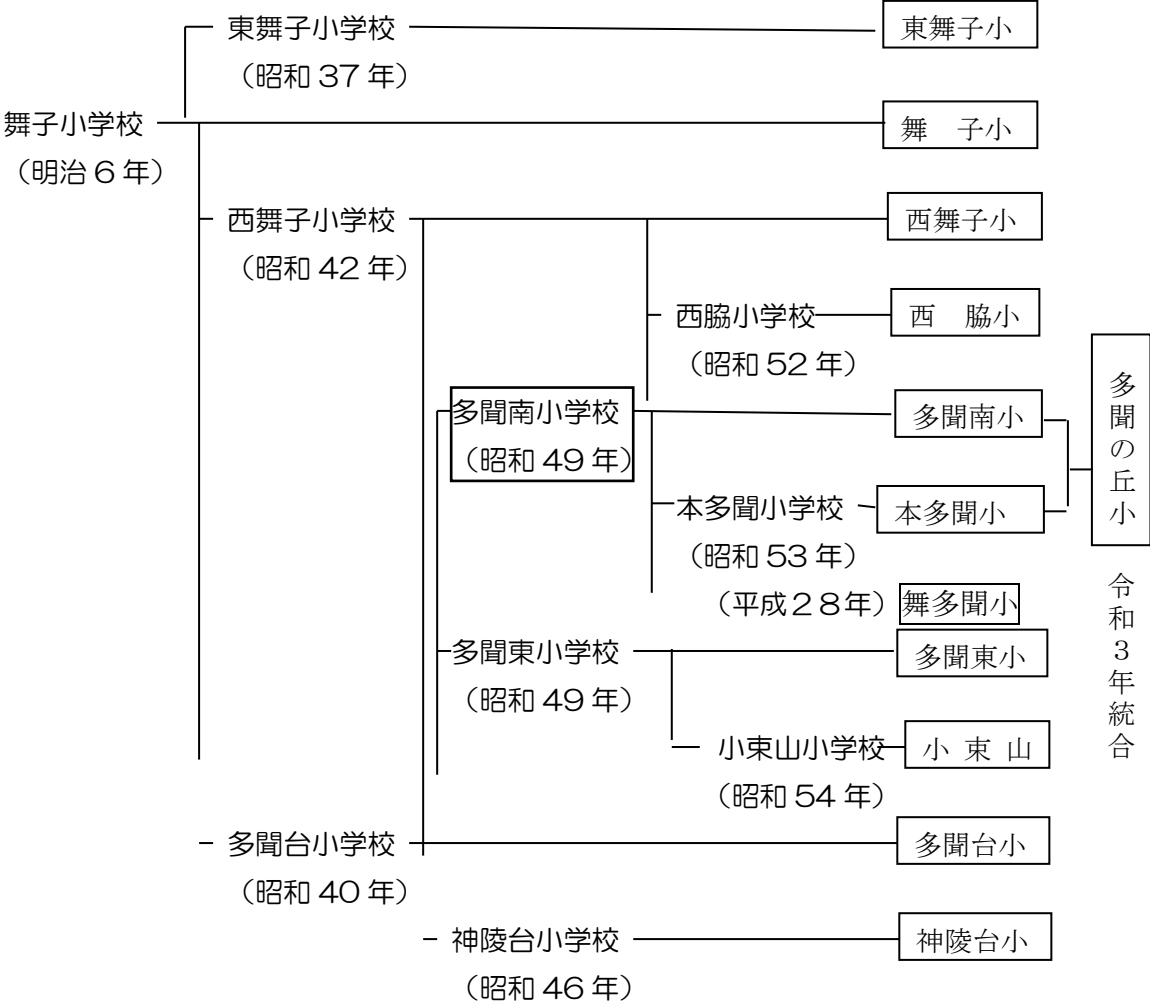 東舞子小学校 東舞子小
（昭和 37 年）
舞子小学校 舞　子小
（明治 6 年）
西舞子小学校 西舞子小
（昭和 42 年）
西脇小学校 西　脇小
（昭和 52 年）
多聞南小学校 多聞南小
（昭和 49 年）
本多聞小学校 本多聞小
（昭和 53 年）
（平成２８年） 舞多聞小
多聞東小学校 多聞東小
（昭和 49 年）
小束山小学校 小 束 山
（昭和 54 年）
多聞台小学校 多聞台小
（昭和 40 年）
神陵台小学校 神陵台小
（昭和 46 年）
多聞の丘小
令和３年統合